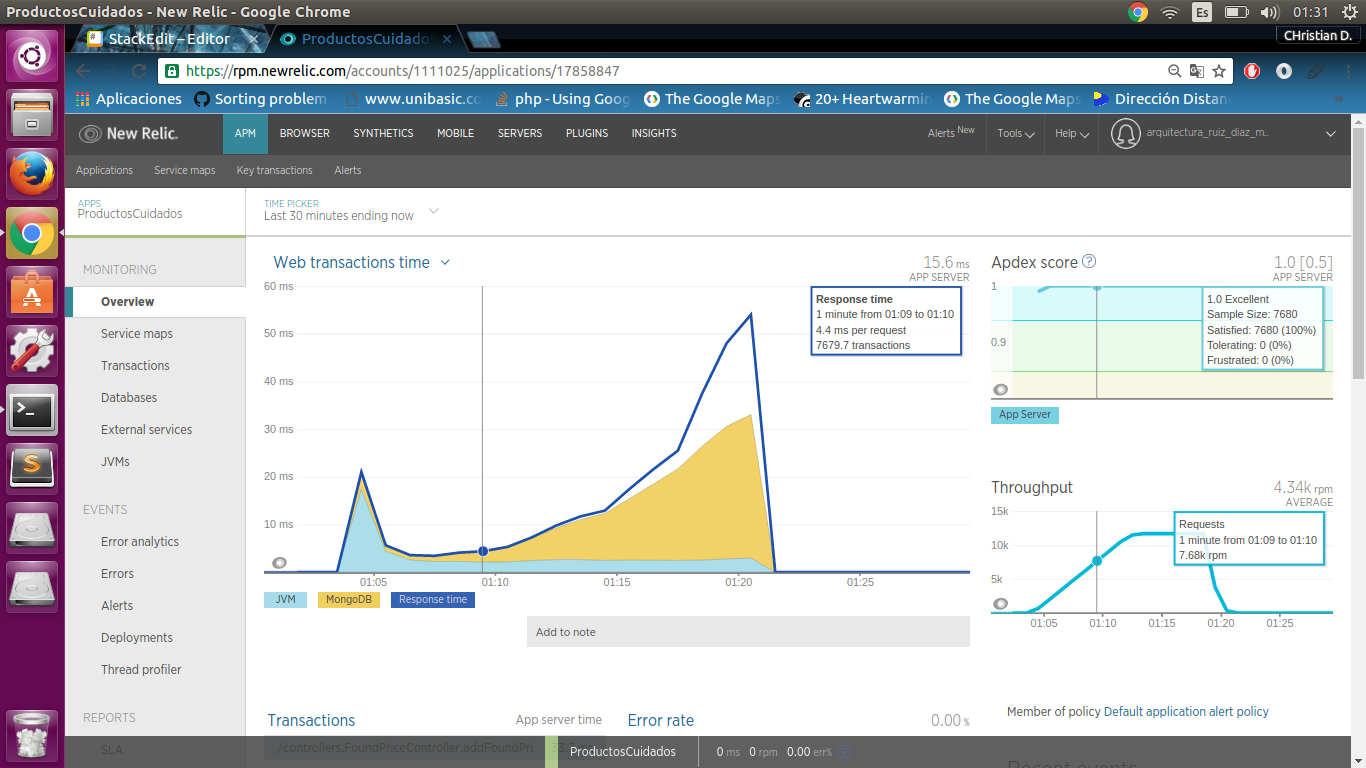 ProductosCuidados - New Relic - Google Chrome
Es
01:31
StackEdit – Editor
ProductosCuidado
CHristian D.
https://rpm.newrelic.com/accounts/1111025/applications/17858847
Aplicaciones
Sorting problem
www.unibasic.co
php - Using Goog
The Google Maps
20+ Heartwarmin
The Google Maps
Dirección Distan
New Relic.
APM
BROWSER
SYNTHETICS
MOBILE
SERVERS
PLUGINS
INSIGHTS
Alerts New
Tools
Help
arquitectura_ruiz_diaz_m..
Applications
Service maps
Key transactions
Alerts
APPS
ProductosCuidados
TIME PICKER
Last 30 minutes ending now
MONITORING
Overview
Service maps
Transactions
Databases
External services
JVMs
EVENTS
Error analytics
Errors
Alerts
Deployments
Thread profiler
REPORTS
SLA
Web transactions time
15.6 ms
APP SERVER
60 ms
50 ms
40 ms
30 ms
20 ms
10 ms
Response time
1 minute from 01:09 to 01:10
4.4 ms per request
7679.7 transactions
01:05
01:10
01:15
01:20
01:25
JVM
MongoDB
Response time
Add to note
Apdex score
1.0 [0.5]
APP SERVER
1
0.9
1.0 Excellent
Sample Size: 7680
Satisfied: 7680 (100%)
Tolerating: 0 (0%)
Frustrated: 0 (0%)
App Server
Throughput
4.34k rpm
AVERAGE
15k
10k
5k
Requests
1 minute from 01:09 to 01:10
7.68k rpm
01:05
01:10
01:15
01:20
01:25
Transactions
App server time
/controllers.FoundPriceController.addFoundPri
Error rate
0.00 %
Member of policy Default application alert policy
Recent events
ProductosCuidados
0 ms
0 rpm
0.00 err%